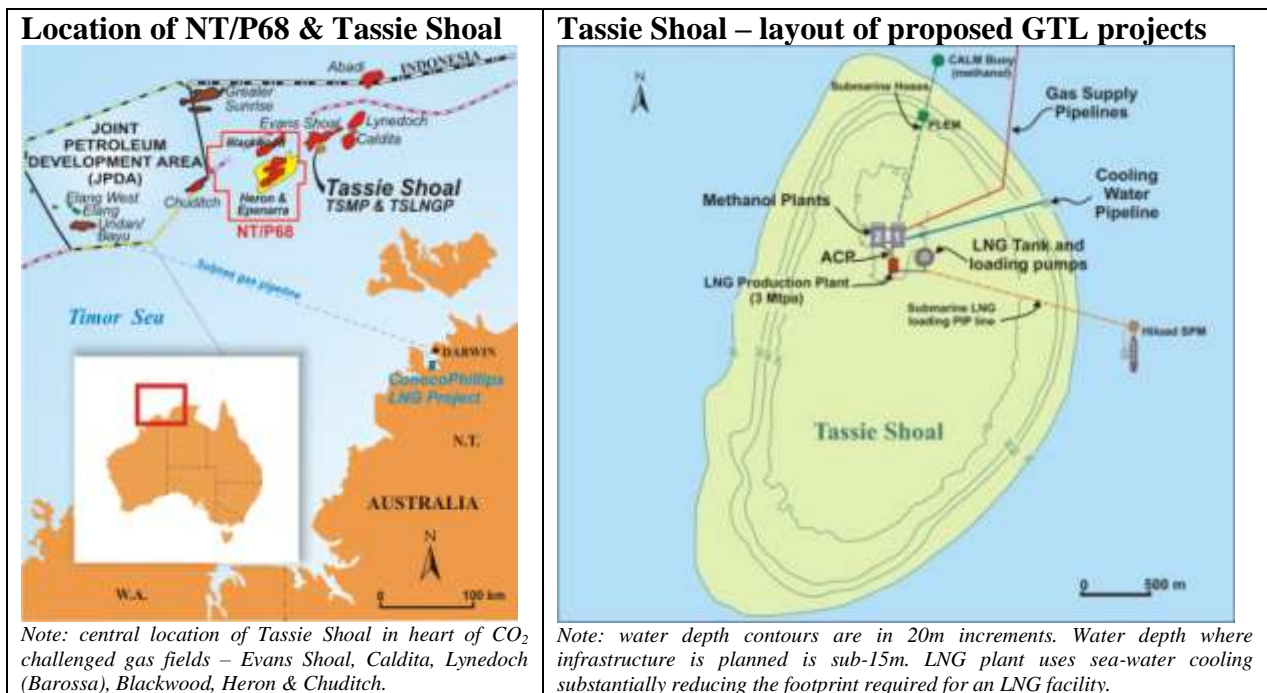 Location of NT/P68 & Tassie Shoal
Abadi
INDONESIA
Greater
Sunrise
Evans Shoal
Lynedoch
Caldita
JOINT
PETROLEUM
DEVELOPMENT AREA
(JPDA)
Tassie Shoal
TSMP & TSLNGP
Chuditch
Heron &
Epenarra
NT/P68
Elang West
Elang
Undan/
Bayu
Subsea gas pipeline
Timor Sea
DARWIN
ConocoPhillips
LNG Project
N.T.
AUSTRALIA
N
W.A.
0 100 km
Note: central location of Tassie Shoal in heart of CO₂
challenged gas fields – Evans Shoal, Caldita, Lynedoch
(Barossa), Blackwood, Heron & Chuditch.
Tassie Shoal – layout of proposed GTL projects
N
CALM Buoy
(methanol)
Submarine Hoses
PLEM
Gas Supply
Pipelines
Cooling
Water
Pipeline
Methanol Plants
2 1
ACP
LNG Tank and
loading pumps
LNG Production Plant
(3 Mtpa)
Submarine LNG
loading PIP line
Hiload SPM
Tassie Shoal
0 500 m
Note: water depth contours are in 20m increments. Water depth where
infrastructure is planned is sub-15m. LNG plant uses sea-water cooling
substantially reducing the footprint required for an LNG facility.